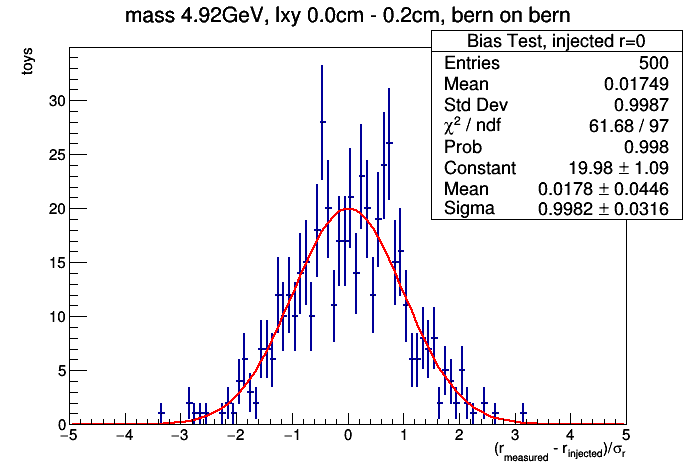 mass 4.92GeV, lxy 0.0cm - 0.2cm, bern on bern
Bias Test, injected r=0
Entries 500
Mean 0.01749
Std Dev 0.9987
χ² / ndf 61.68 / 97
Prob 0.998
Constant 19.98 ± 1.09
Mean 0.0178 ± 0.0446
Sigma 0.9982 ± 0.0316
toys
30
25
20
15
10
5
0
−5 −4 −3 −2 −1 0 1 2 3 4 5
(r_measured - r_injected)/σ_r